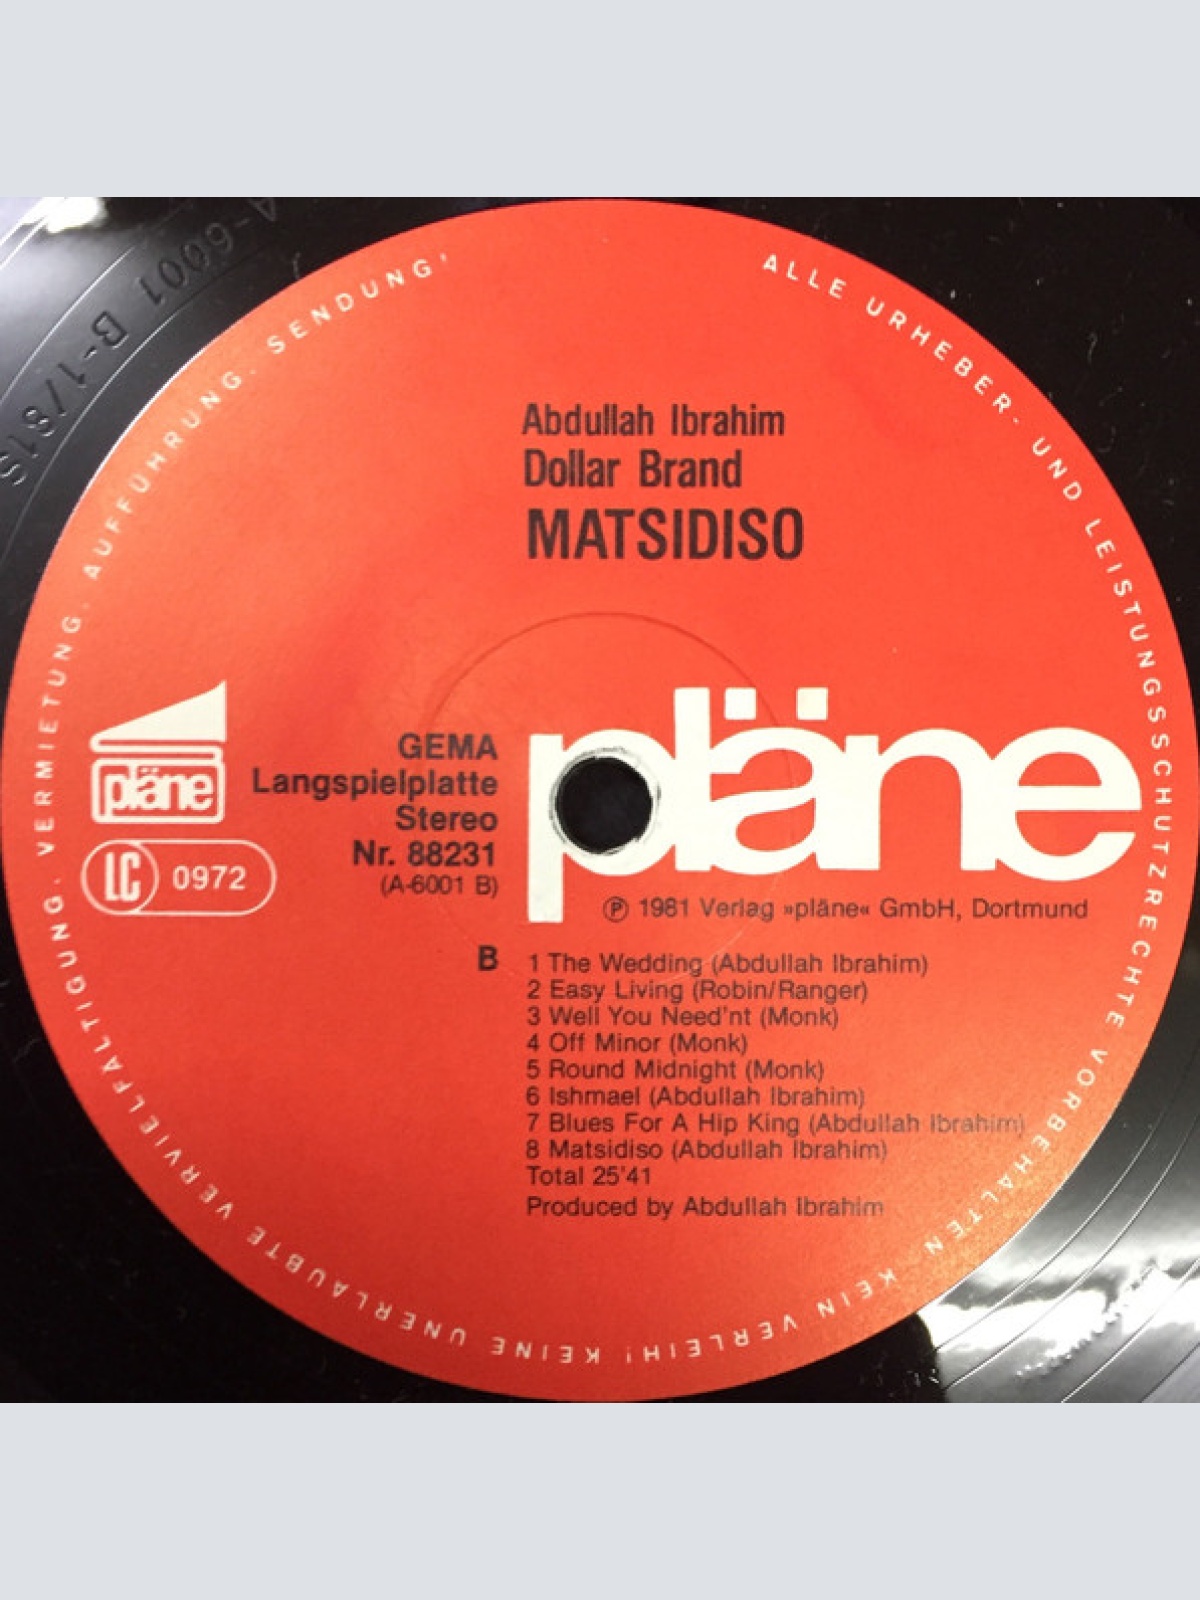 A-6001 B-1/81S
ALLE URHEBER- UND LEISTUNGSSCHUTZRECHTE VORBEHALTEN! KEIN VERLEIH! KEINE UNERLAUBTE VERVIELFÄLTIGUNG, VERMIETUNG, AUFFÜHRUNG, SENDUNG!
Abdullah Ibrahim
Dollar Brand
MATSIDISO
pläne
pläne
GEMA
Langspielplatte
Stereo
Nr. 88231
(A-6001 B)
LC 0972
℗ 1981 Verlag »pläne« GmbH, Dortmund
B
1 The Wedding (Abdullah Ibrahim)
2 Easy Living (Robin/Ranger)
3 Well You Need'nt (Monk)
4 Off Minor (Monk)
5 Round Midnight (Monk)
6 Ishmael (Abdullah Ibrahim)
7 Blues For A Hip King (Abdullah Ibrahim)
8 Matsidiso (Abdullah Ibrahim)
Total 25'41
Produced by Abdullah Ibrahim